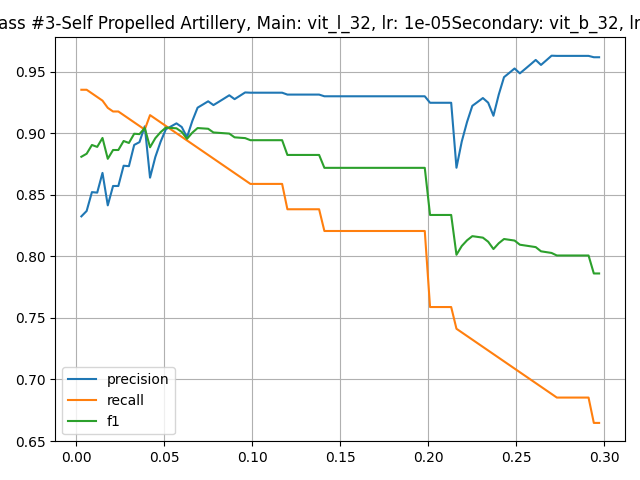 ass #3-Self Propelled Artillery, Main: vit_l_32, lr: 1e-05Secondary: vit_b_32, lr
0.95
0.90
0.85
0.80
0.75
0.70
0.65
precision
recall
f1
0.00 0.05 0.10 0.15 0.20 0.25 0.30